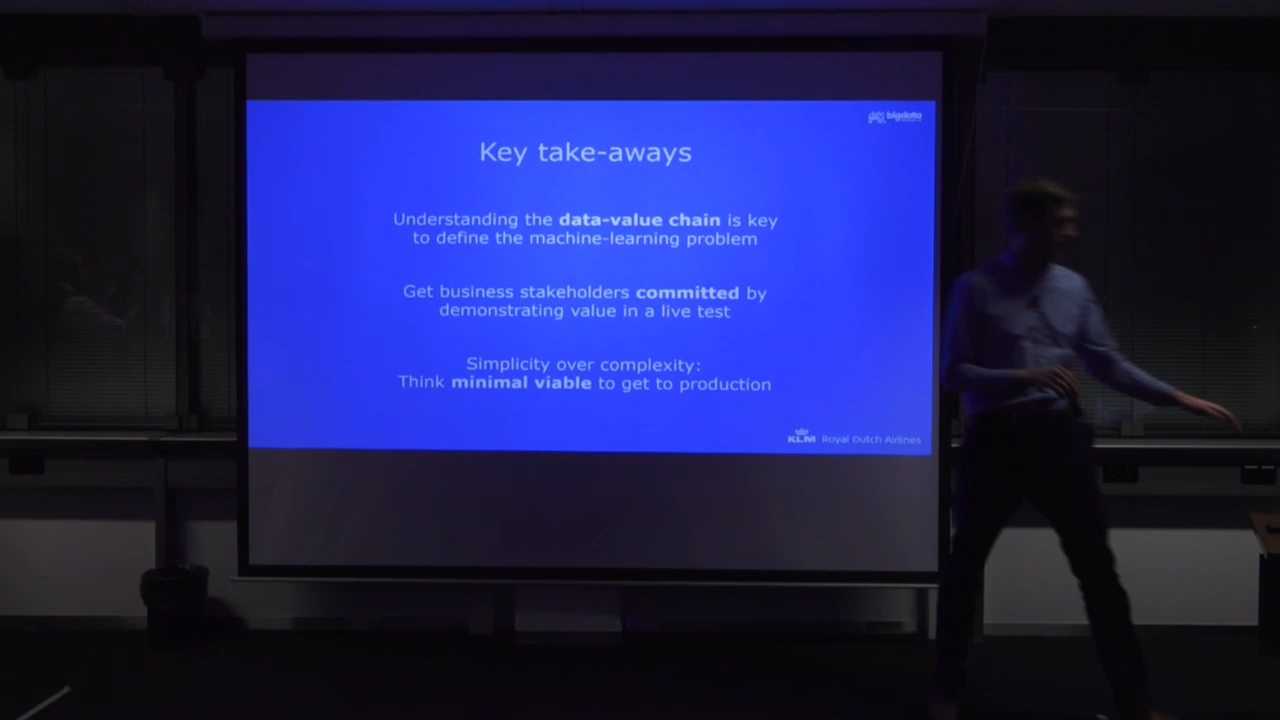 bigdata
Key take-aways
Understanding the data-value chain is key
to define the machine-learning problem
Get business stakeholders committed by
demonstrating value in a live test
Simplicity over complexity:
Think minimal viable to get to production
KLM Royal Dutch Airlines